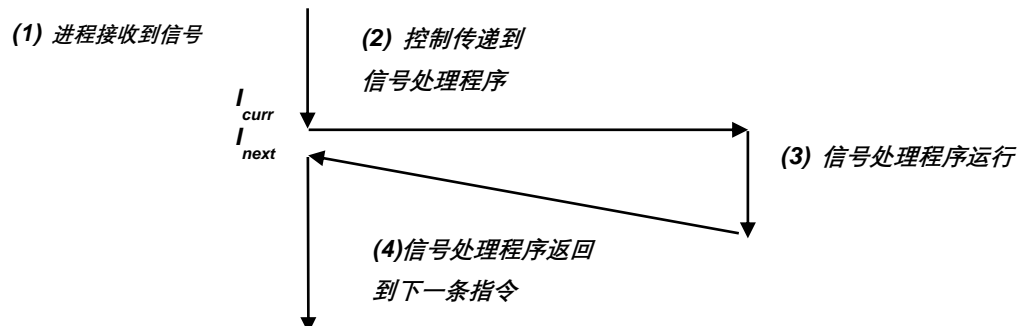 (1) 进程接收到信号
(2) 控制传递到
信号处理程序
Icurr
Inext
(3) 信号处理程序运行
(4)信号处理程序返回
到下一条指令